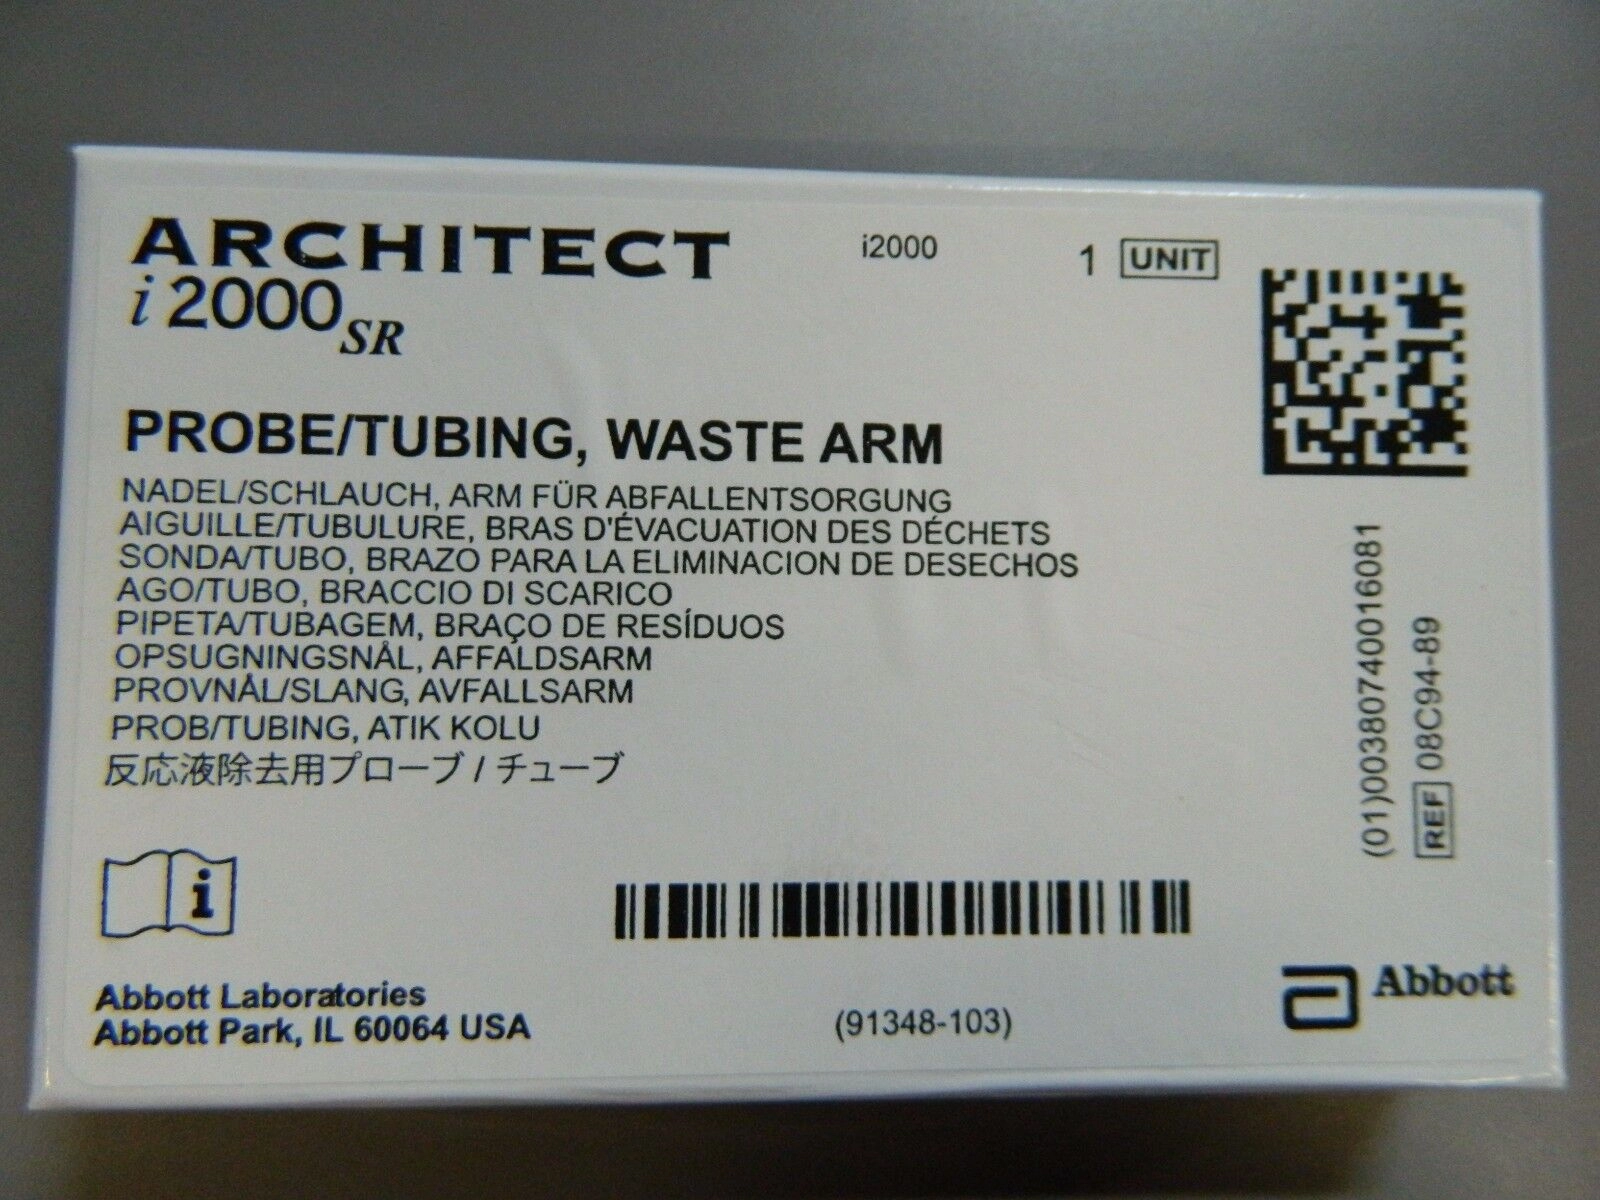 ARCHITECT
i 2000SR
i2000
1 UNIT
PROBE/TUBING, WASTE ARM
NADEL/SCHLAUCH, ARM FÜR ABFALLENTSORGUNG
AIGUILLE/TUBULURE, BRAS D'ÉVACUATION DES DÉCHETS
SONDA/TUBO, BRAZO PARA LA ELIMINACION DE DESECHOS
AGO/TUBO, BRACCIO DI SCARICO
PIPETA/TUBAGEM, BRAÇO DE RESÍDUOS
OPSUGNINGSNÅL, AFFALDSARM
PROVNÅL/SLANG, AVFALLSARM
PROB/TUBING, ATIK KOLU
反応液除去用プローブ / チューブ
(01)00380740016081
REF 08C94-89
i
Abbott Laboratories
Abbott Park, IL 60064 USA
(91348-103)
Abbott